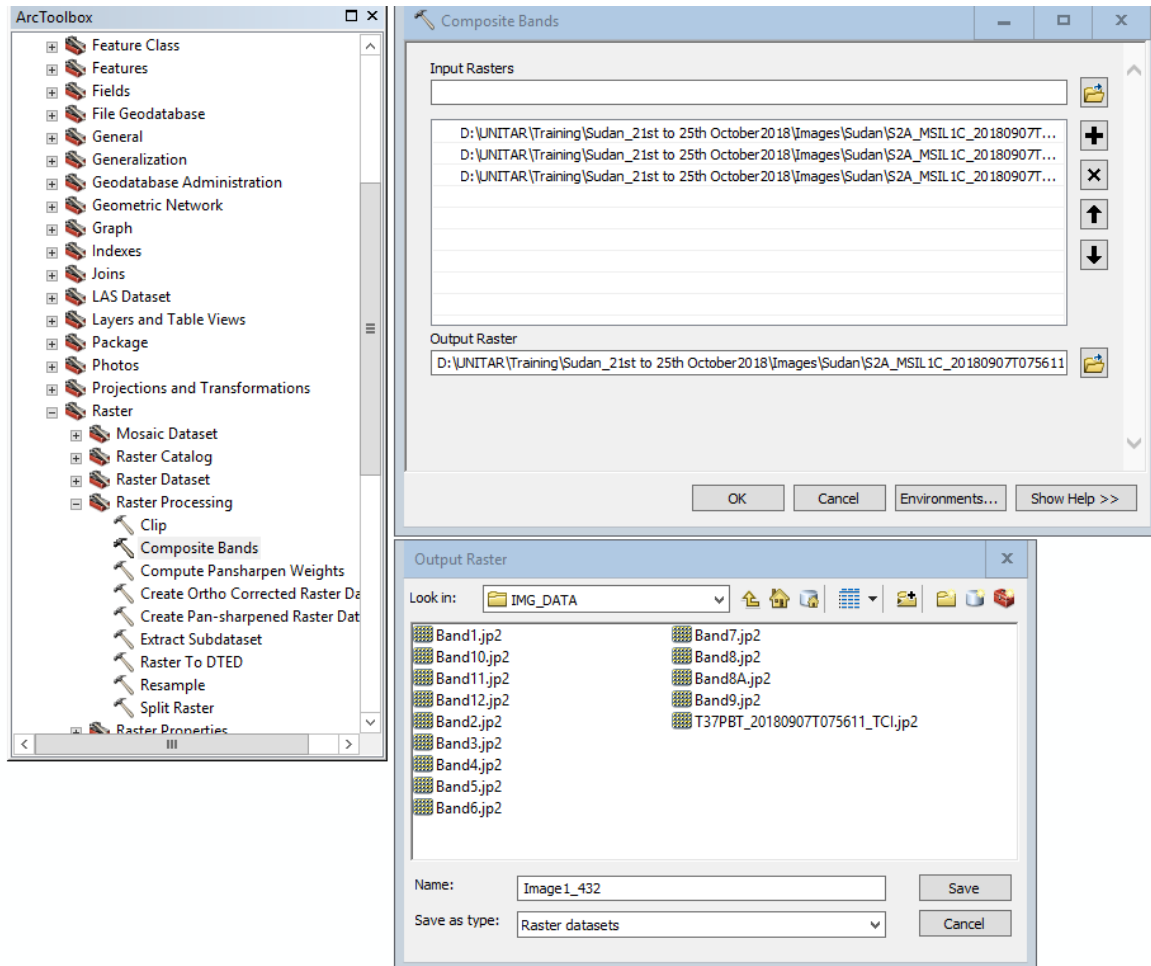 ArcToolbox
Feature Class
Features
Fields
File Geodatabase
General
Generalization
Geodatabase Administration
Geometric Network
Graph
Indexes
Joins
LAS Dataset
Layers and Table Views
Package
Photos
Projections and Transformations
Raster
Mosaic Dataset
Raster Catalog
Raster Dataset
Raster Processing
Clip
Composite Bands
Compute Pansharpen Weights
Create Ortho Corrected Raster Da
Create Pan-sharpened Raster Dat
Extract Subdataset
Raster To DTED
Resample
Split Raster
Raster Properties
Composite Bands
Input Rasters
D:\UNITAR\Training\Sudan_21st to 25th October2018\Images\Sudan\S2A_MSIL1C_20180907T...
D:\UNITAR\Training\Sudan_21st to 25th October2018\Images\Sudan\S2A_MSIL1C_20180907T...
D:\UNITAR\Training\Sudan_21st to 25th October2018\Images\Sudan\S2A_MSIL1C_20180907T...
Output Raster
D:\UNITAR\Training\Sudan_21st to 25th October2018\Images\Sudan\S2A_MSIL1C_20180907T075611
OK Cancel Environments... Show Help >>
Output Raster
Look in: IMG_DATA
Band1.jp2
Band10.jp2
Band11.jp2
Band12.jp2
Band2.jp2
Band3.jp2
Band4.jp2
Band5.jp2
Band6.jp2
Band7.jp2
Band8.jp2
Band8A.jp2
Band9.jp2
T37PBT_20180907T075611_TCI.jp2
Name: Image1_432 Save
Save as type: Raster datasets Cancel